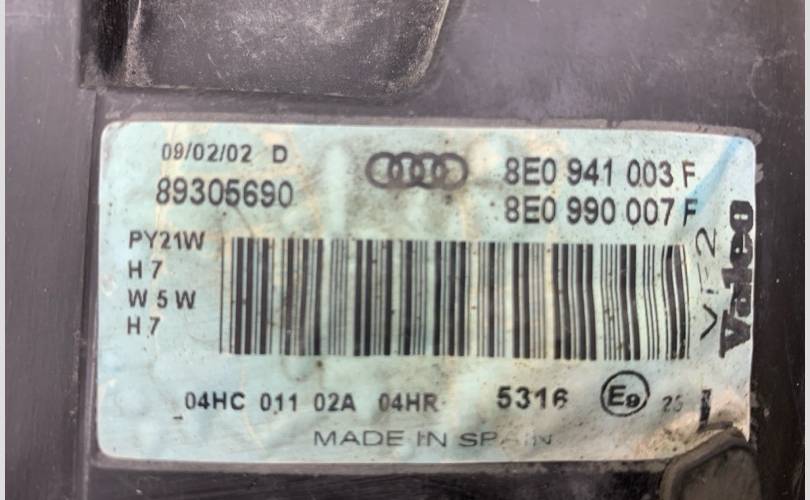 09/02/02 D
89305690
8E0 941 003 F
8E0 990 007 F
PY21W
H7
W5W
H7
04HC 011 02A 04HR
5316
E9
25
MADE IN SPAIN
Valeo